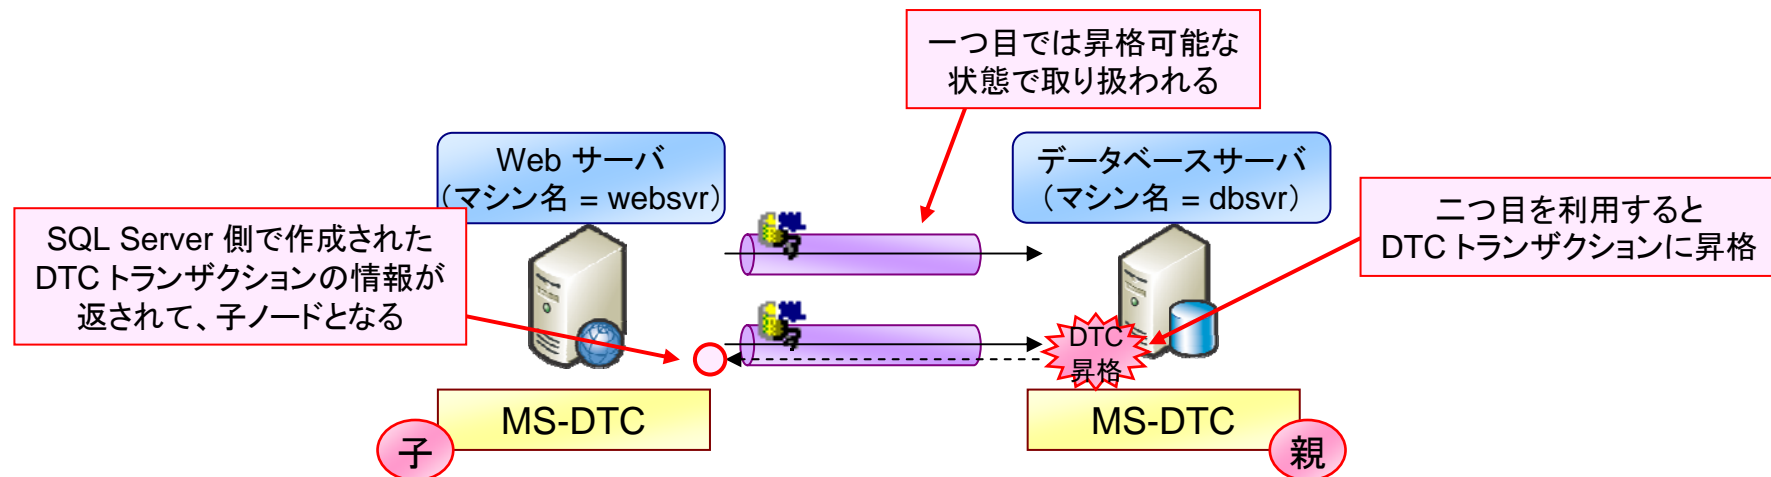 一つ目では昇格可能な
状態で取り扱われる
Web サーバ
（マシン名 = websvr）
データベースサーバ
（マシン名 = dbsvr）
SQL Server 側で作成された
DTC トランザクションの情報が
返されて、子ノードとなる
二つ目を利用すると
DTC トランザクションに昇格
DTC
昇格
MS-DTC
子
MS-DTC
親